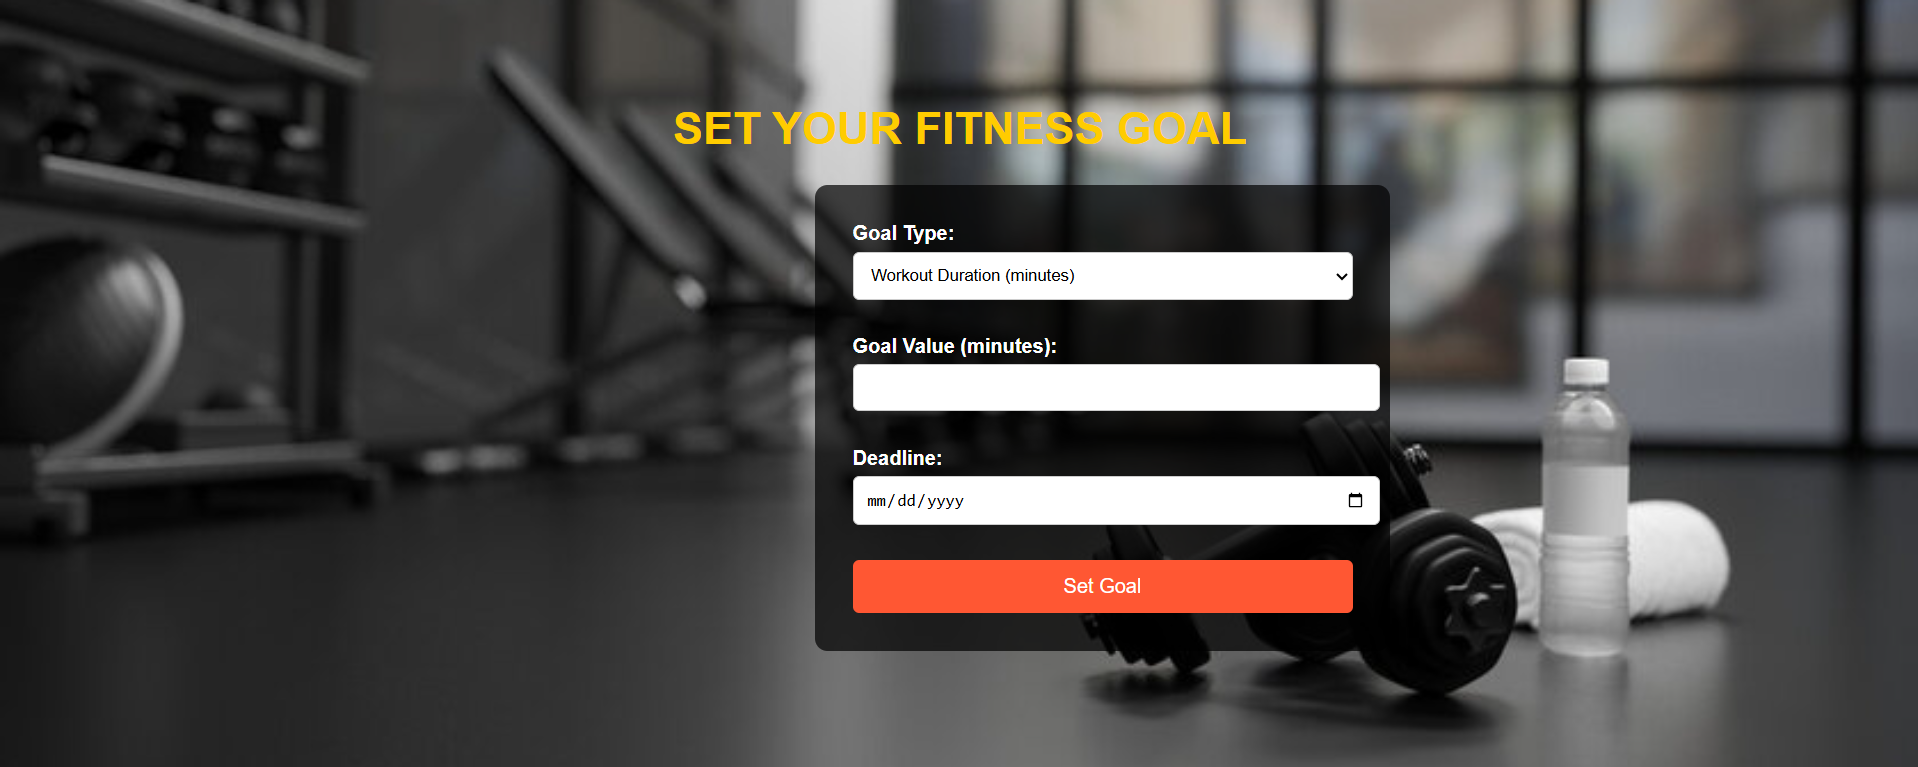 SET YOUR FITNESS GOAL
Goal Type:
Workout Duration (minutes)
Goal Value (minutes):
Deadline:
mm/dd/yyyy
Set Goal